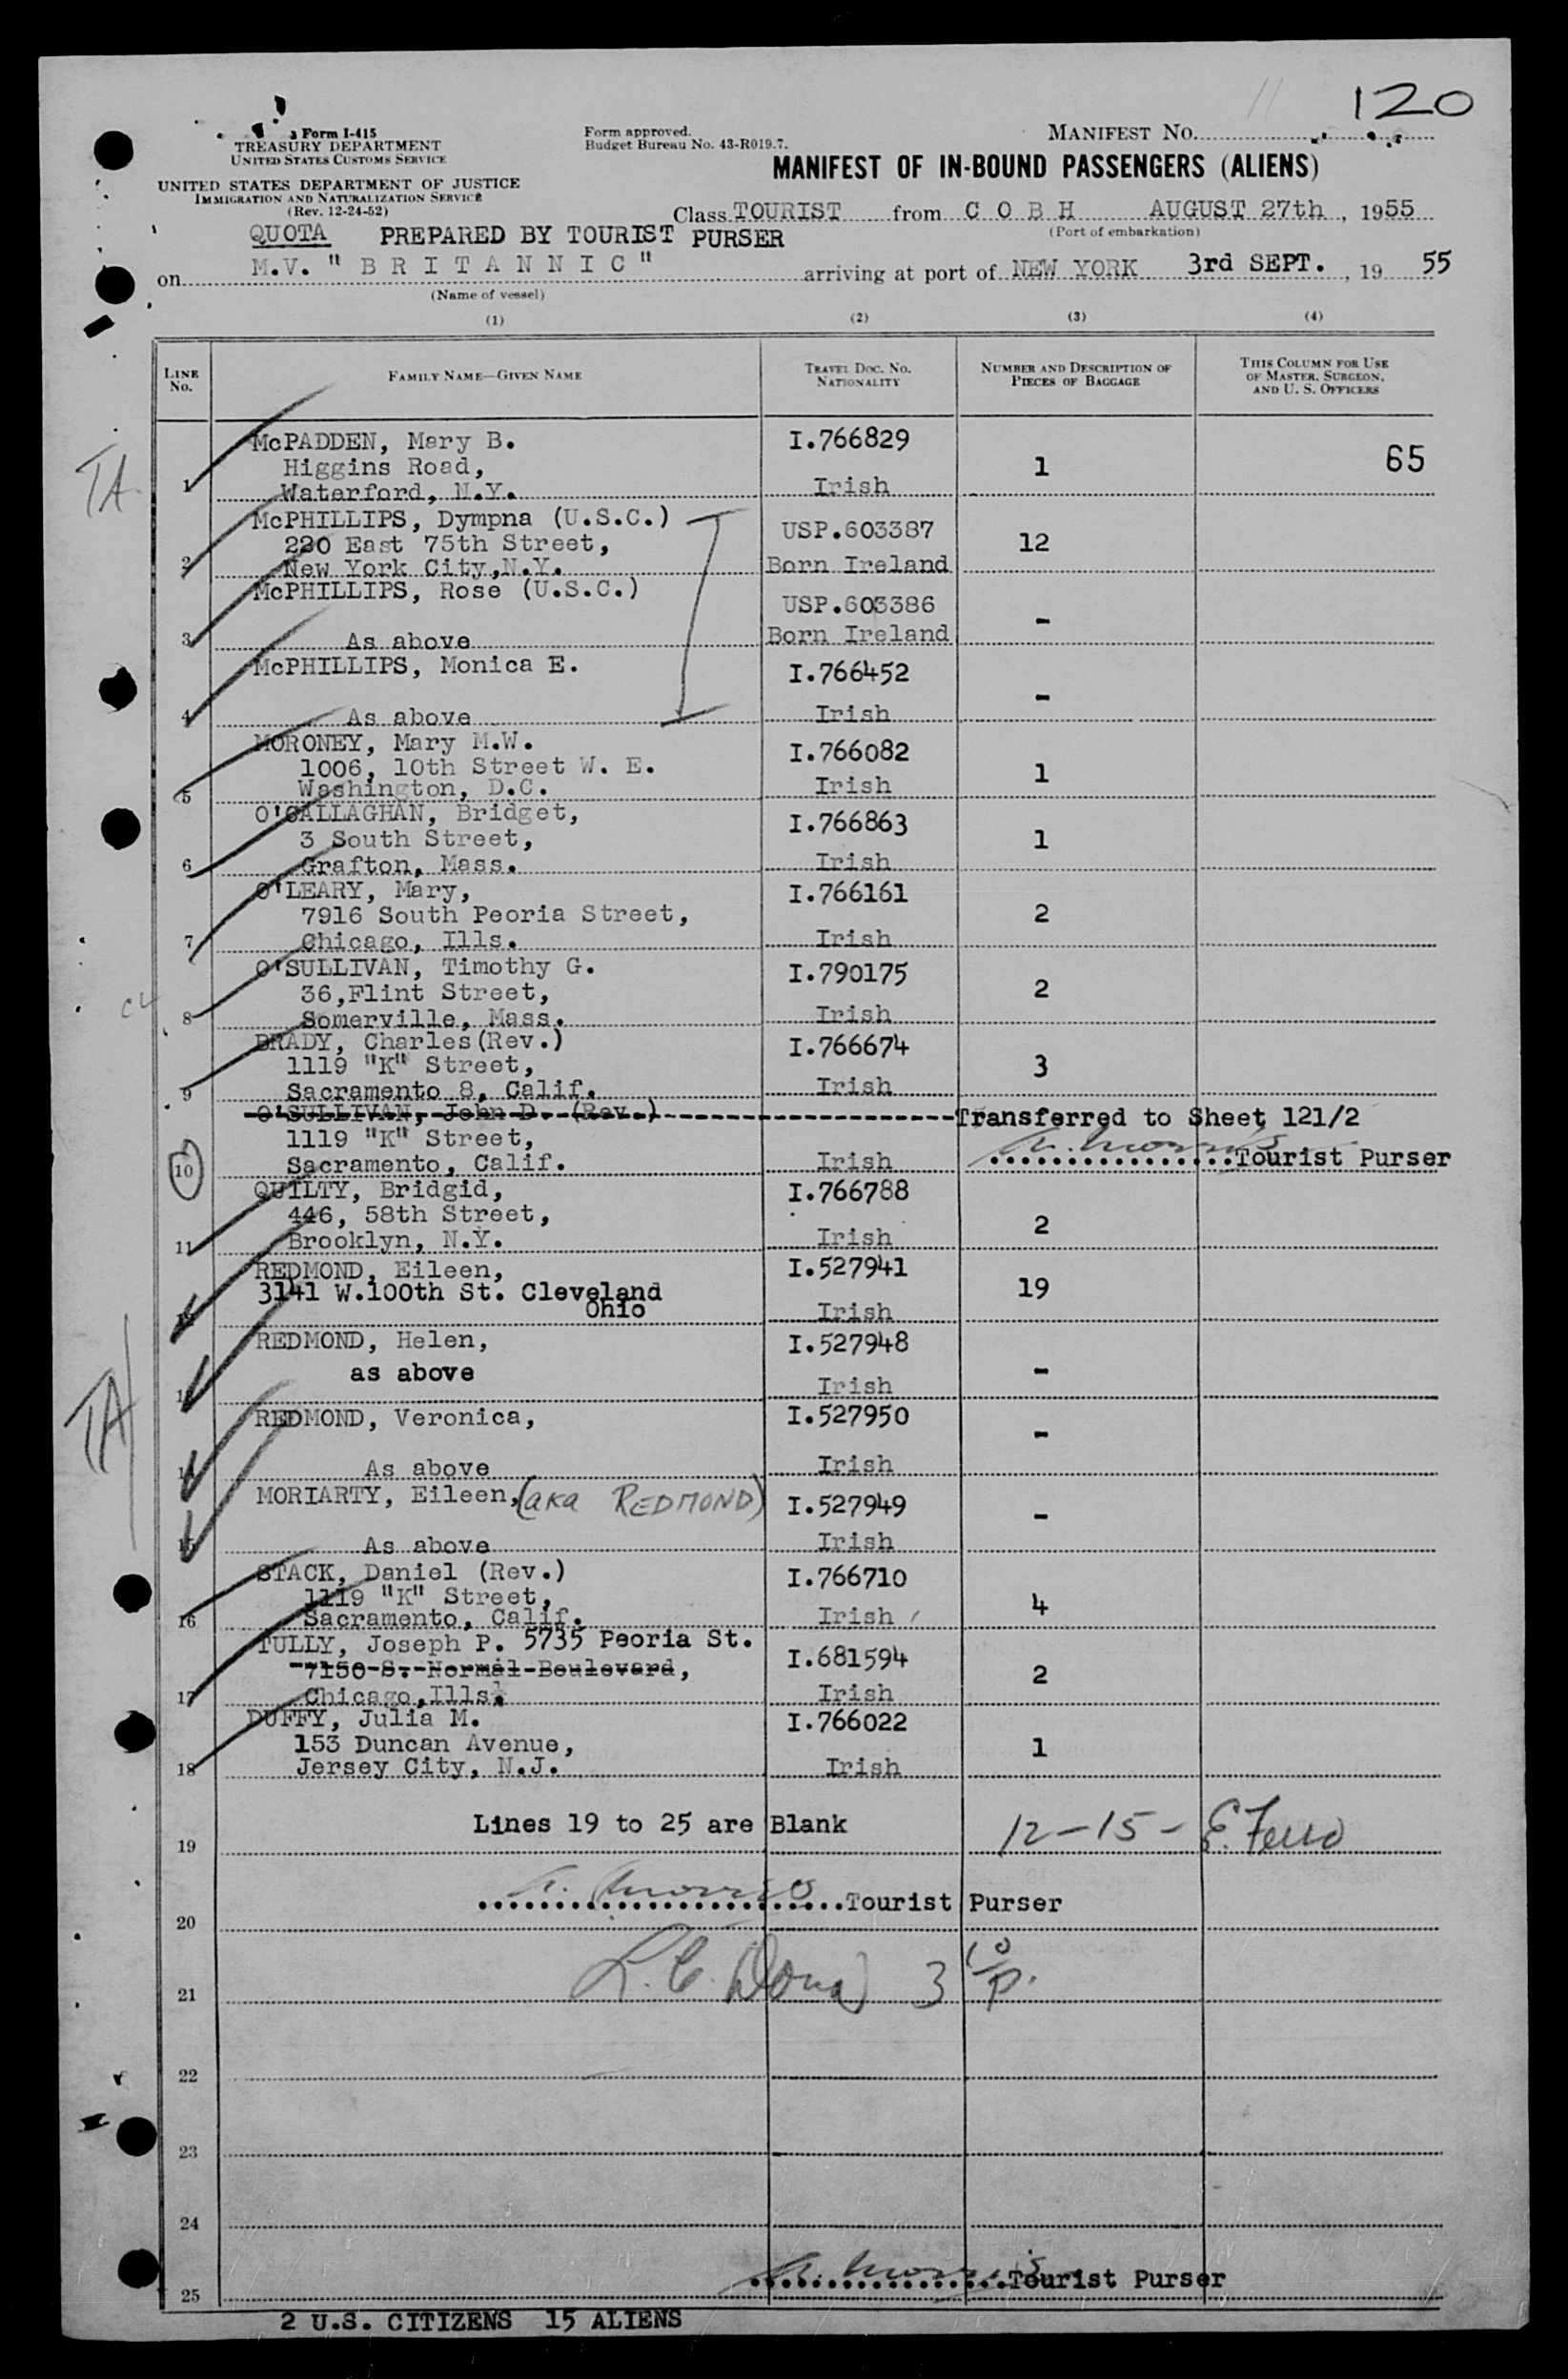 120
Form I-415
TREASURY DEPARTMENT
UNITED STATES CUSTOMS SERVICE
UNITED STATES DEPARTMENT OF JUSTICE
IMMIGRATION AND NATURALIZATION SERVICE
(Rev. 12-24-52)
Form approved.
Budget Bureau No. 43-R019.7.
MANIFEST NO.
MANIFEST OF IN-BOUND PASSENGERS (ALIENS)
Class TOURIST from C O B H AUGUST 27th, 1955
(Port of embarkation)
QUOTA PREPARED BY TOURIST PURSER
on M.V. "B R I T A N N I C" arriving at port of NEW YORK 3rd SEPT., 19 55
(Name of vessel)
(1) (2) (3) (4)
LINE NO. FAMILY NAME—GIVEN NAME TRAVEL DOC. NO. NATIONALITY NUMBER AND DESCRIPTION OF PIECES OF BAGGAGE THIS COLUMN FOR USE OF MASTER, SURGEON, AND U. S. OFFICERS
McPADDEN, Mary B. I.766829
TA Higgins Road, 1 65
1 Waterford, N.Y. Irish
McPHILLIPS, Dympna (U.S.C.) USP.603387
220 East 75th Street, 12
2 New York City,N.Y. Born Ireland
McPHILLIPS, Rose (U.S.C.) USP.603386
-
3 As above Born Ireland
McPHILLIPS, Monica E. I.766452
-
4 As above Irish
MORONEY, Mary M.W. I.766082
1006, 10th Street W. E. 1
5 Washington, D.C. Irish
O'CALLAGHAN, Bridget, I.766863
3 South Street, 1
6 Grafton, Mass. Irish
O'LEARY, Mary, I.766161
7916 South Peoria Street, 2
7 Chicago, Ills. Irish
O'SULLIVAN, Timothy G. I.790175
36,Flint Street, 2
8 Somerville, Mass. Irish
BRADY, Charles(Rev.) I.766674
1119 "K" Street, 3
9 Sacramento 8, Calif. Irish
O'SULLIVAN, John D. (Rev.) Transferred to Sheet 121/2
1119 "K" Street,
10 Sacramento, Calif. Irish Tourist Purser
QUILTY, Bridgid, I.766788
446, 58th Street, 2
11 Brooklyn, N.Y. Irish
REDMOND, Eileen, I.527941
3141 W.100th St. Cleveland 19
Ohio Irish
REDMOND, Helen, I.527948
as above -
Irish
REDMOND, Veronica, I.527950
TA -
As above Irish
MORIARTY, Eileen,(aka REDMOND) I.527949
-
As above Irish
STACK, Daniel (Rev.) I.766710
1119 "K" Street, 4
16 Sacramento, Calif. Irish
TULLY, Joseph P. 5735 Peoria St. I.681594
7150 S. Normal Boulevard, 2
17 Chicago,Ills. Irish
DUFFY, Julia M. I.766022
153 Duncan Avenue, 1
18 Jersey City, N.J. Irish
Lines 19 to 25 are Blank 12-15-
19
Tourist Purser
20
3 10/P.
21
22
23
24
Tourist Purser
25
2 U.S. CITIZENS 15 ALIENS